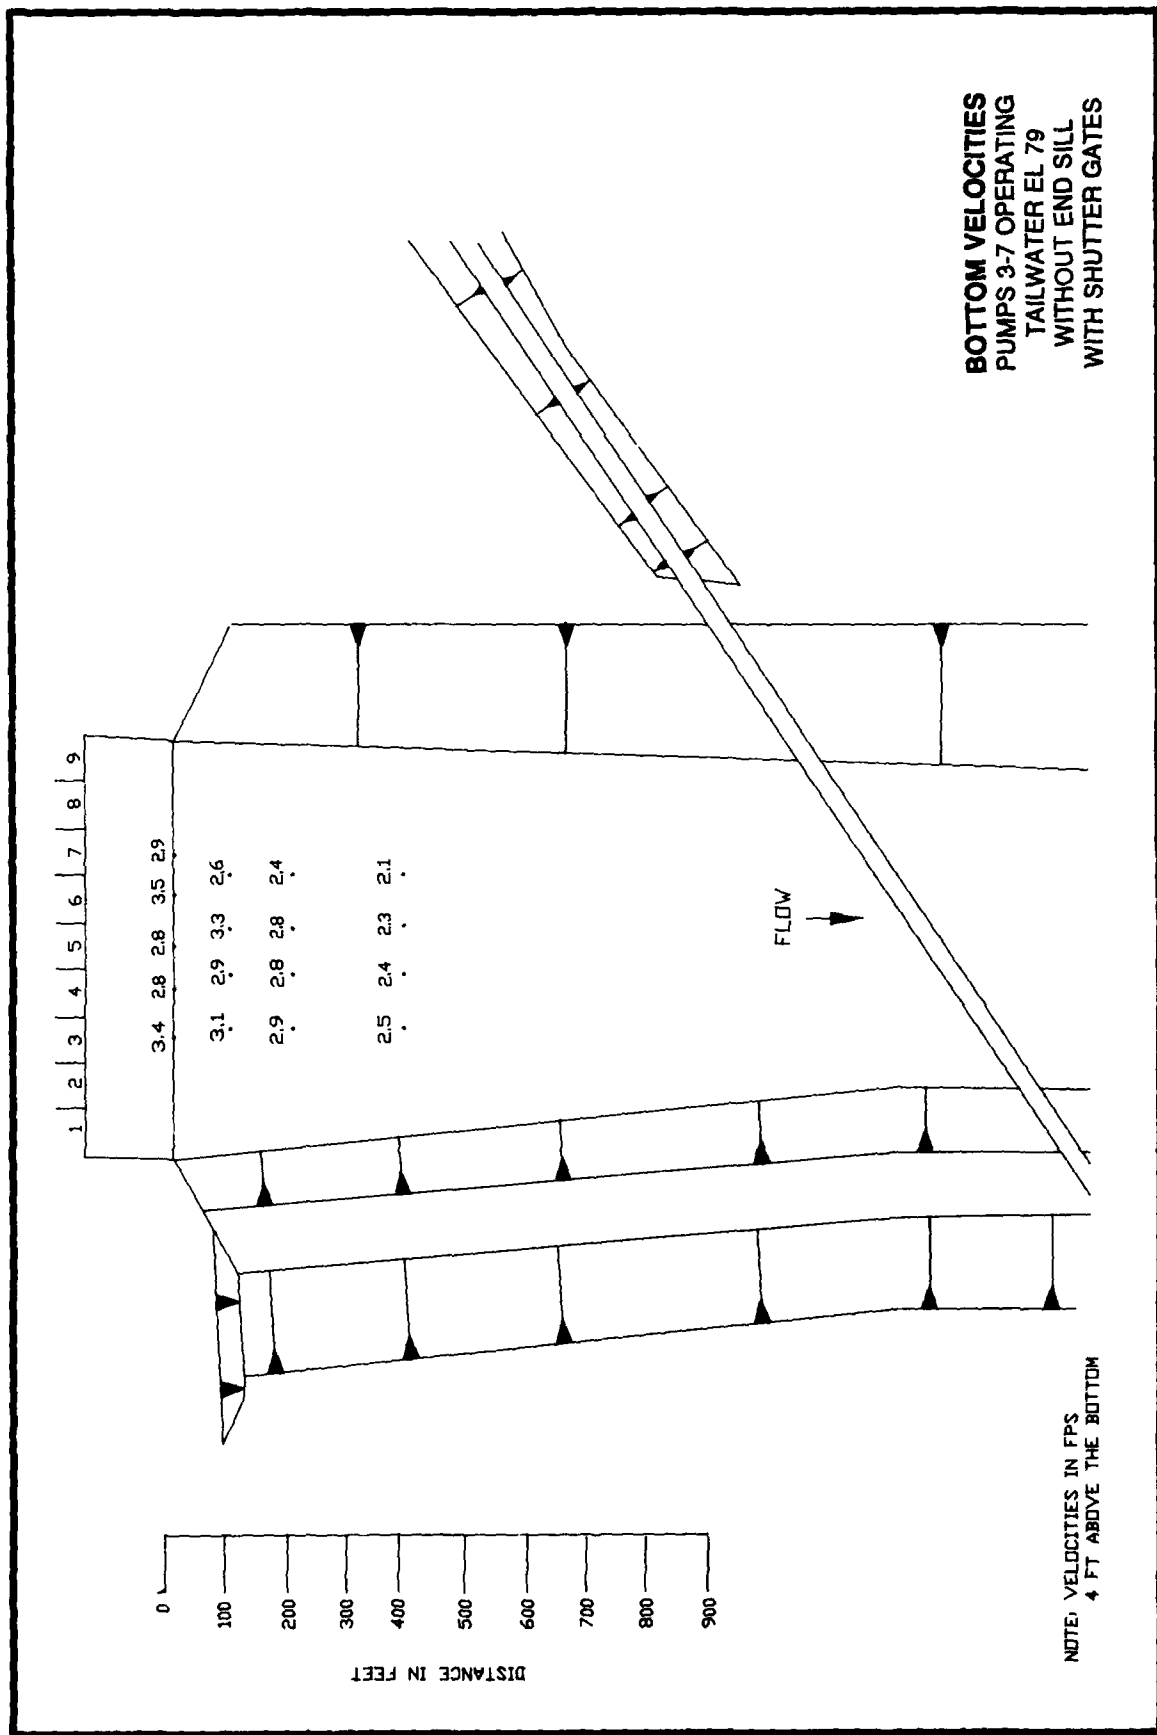 1 2 3 4 5 6 7 8 9
3.4 2.8 2.8 3.5 2.9
3.1 2.9 3.3 2.6
2.9 2.8 2.8 2.4
2.5 2.4 2.3 2.1
FLOW
0
100
200
300
400
500
600
700
800
900
DISTANCE IN FEET
NOTE: VELOCITIES IN FPS
4 FT ABOVE THE BOTTOM
BOTTOM VELOCITIES
PUMPS 3-7 OPERATING
TAILWATER EL 79
WITHOUT END SILL
WITH SHUTTER GATES